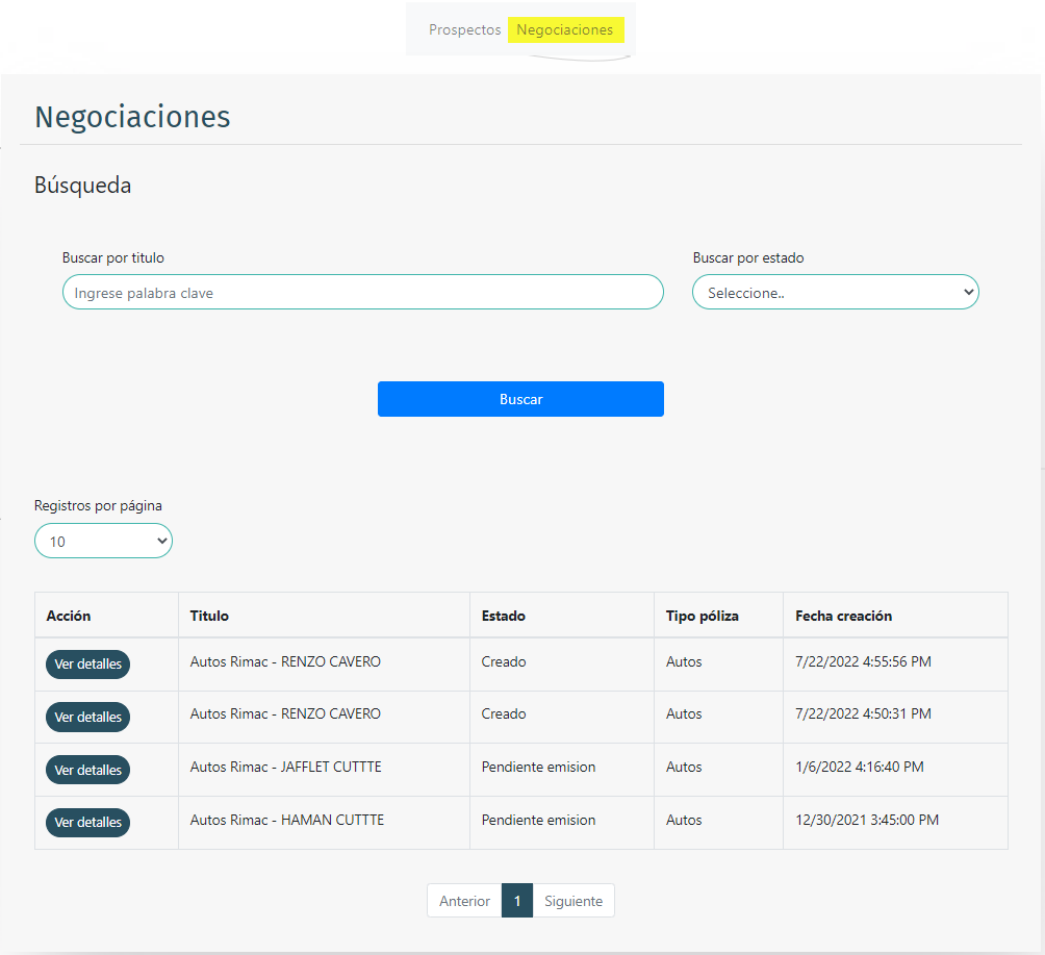 Prospectos Negociaciones
Negociaciones
Búsqueda
Buscar por titulo Buscar por estado
Ingrese palabra clave Seleccione..
Buscar
Registros por página
10
Acción Titulo Estado Tipo póliza Fecha creación
Ver detalles Autos Rimac - RENZO CAVERO Creado Autos 7/22/2022 4:55:56 PM
Ver detalles Autos Rimac - RENZO CAVERO Creado Autos 7/22/2022 4:50:31 PM
Ver detalles Autos Rimac - JAFFLET CUTTTE Pendiente emision Autos 1/6/2022 4:16:40 PM
Ver detalles Autos Rimac - HAMAN CUTTTE Pendiente emision Autos 12/30/2021 3:45:00 PM
Anterior 1 Siguiente